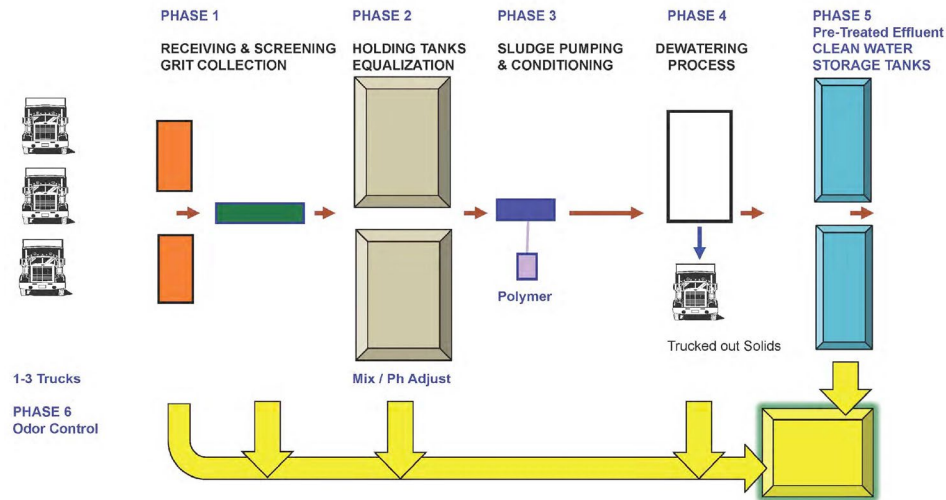 PHASE 1
RECEIVING & SCREENING
GRIT COLLECTION
PHASE 2
HOLDING TANKS
EQUALIZATION
PHASE 3
SLUDGE PUMPING
& CONDITIONING
PHASE 4
DEWATERING
PROCESS
PHASE 5
Pre-Treated Effluent
CLEAN WATER
STORAGE TANKS
Polymer
Trucked out Solids
1-3 Trucks
Mix / Ph Adjust
PHASE 6
Odor Control